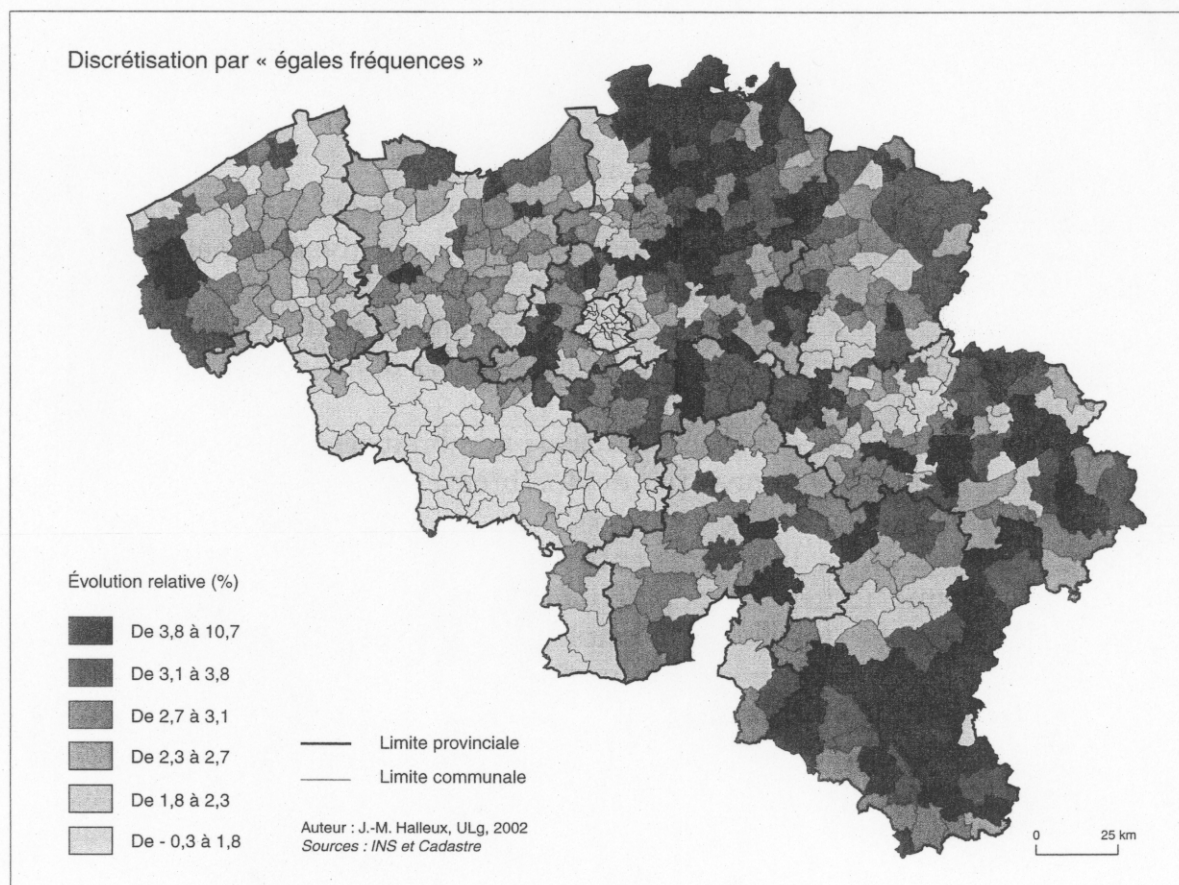 Discrétisation par « égales fréquences »
Évolution relative (%)
De 3,8 à 10,7
De 3,1 à 3,8
De 2,7 à 3,1
De 2,3 à 2,7
De 1,8 à 2,3
De - 0,3 à 1,8
Limite provinciale
Limite communale
Auteur : J.-M. Halleux, ULg, 2002
Sources : INS et Cadastre
0 25 km